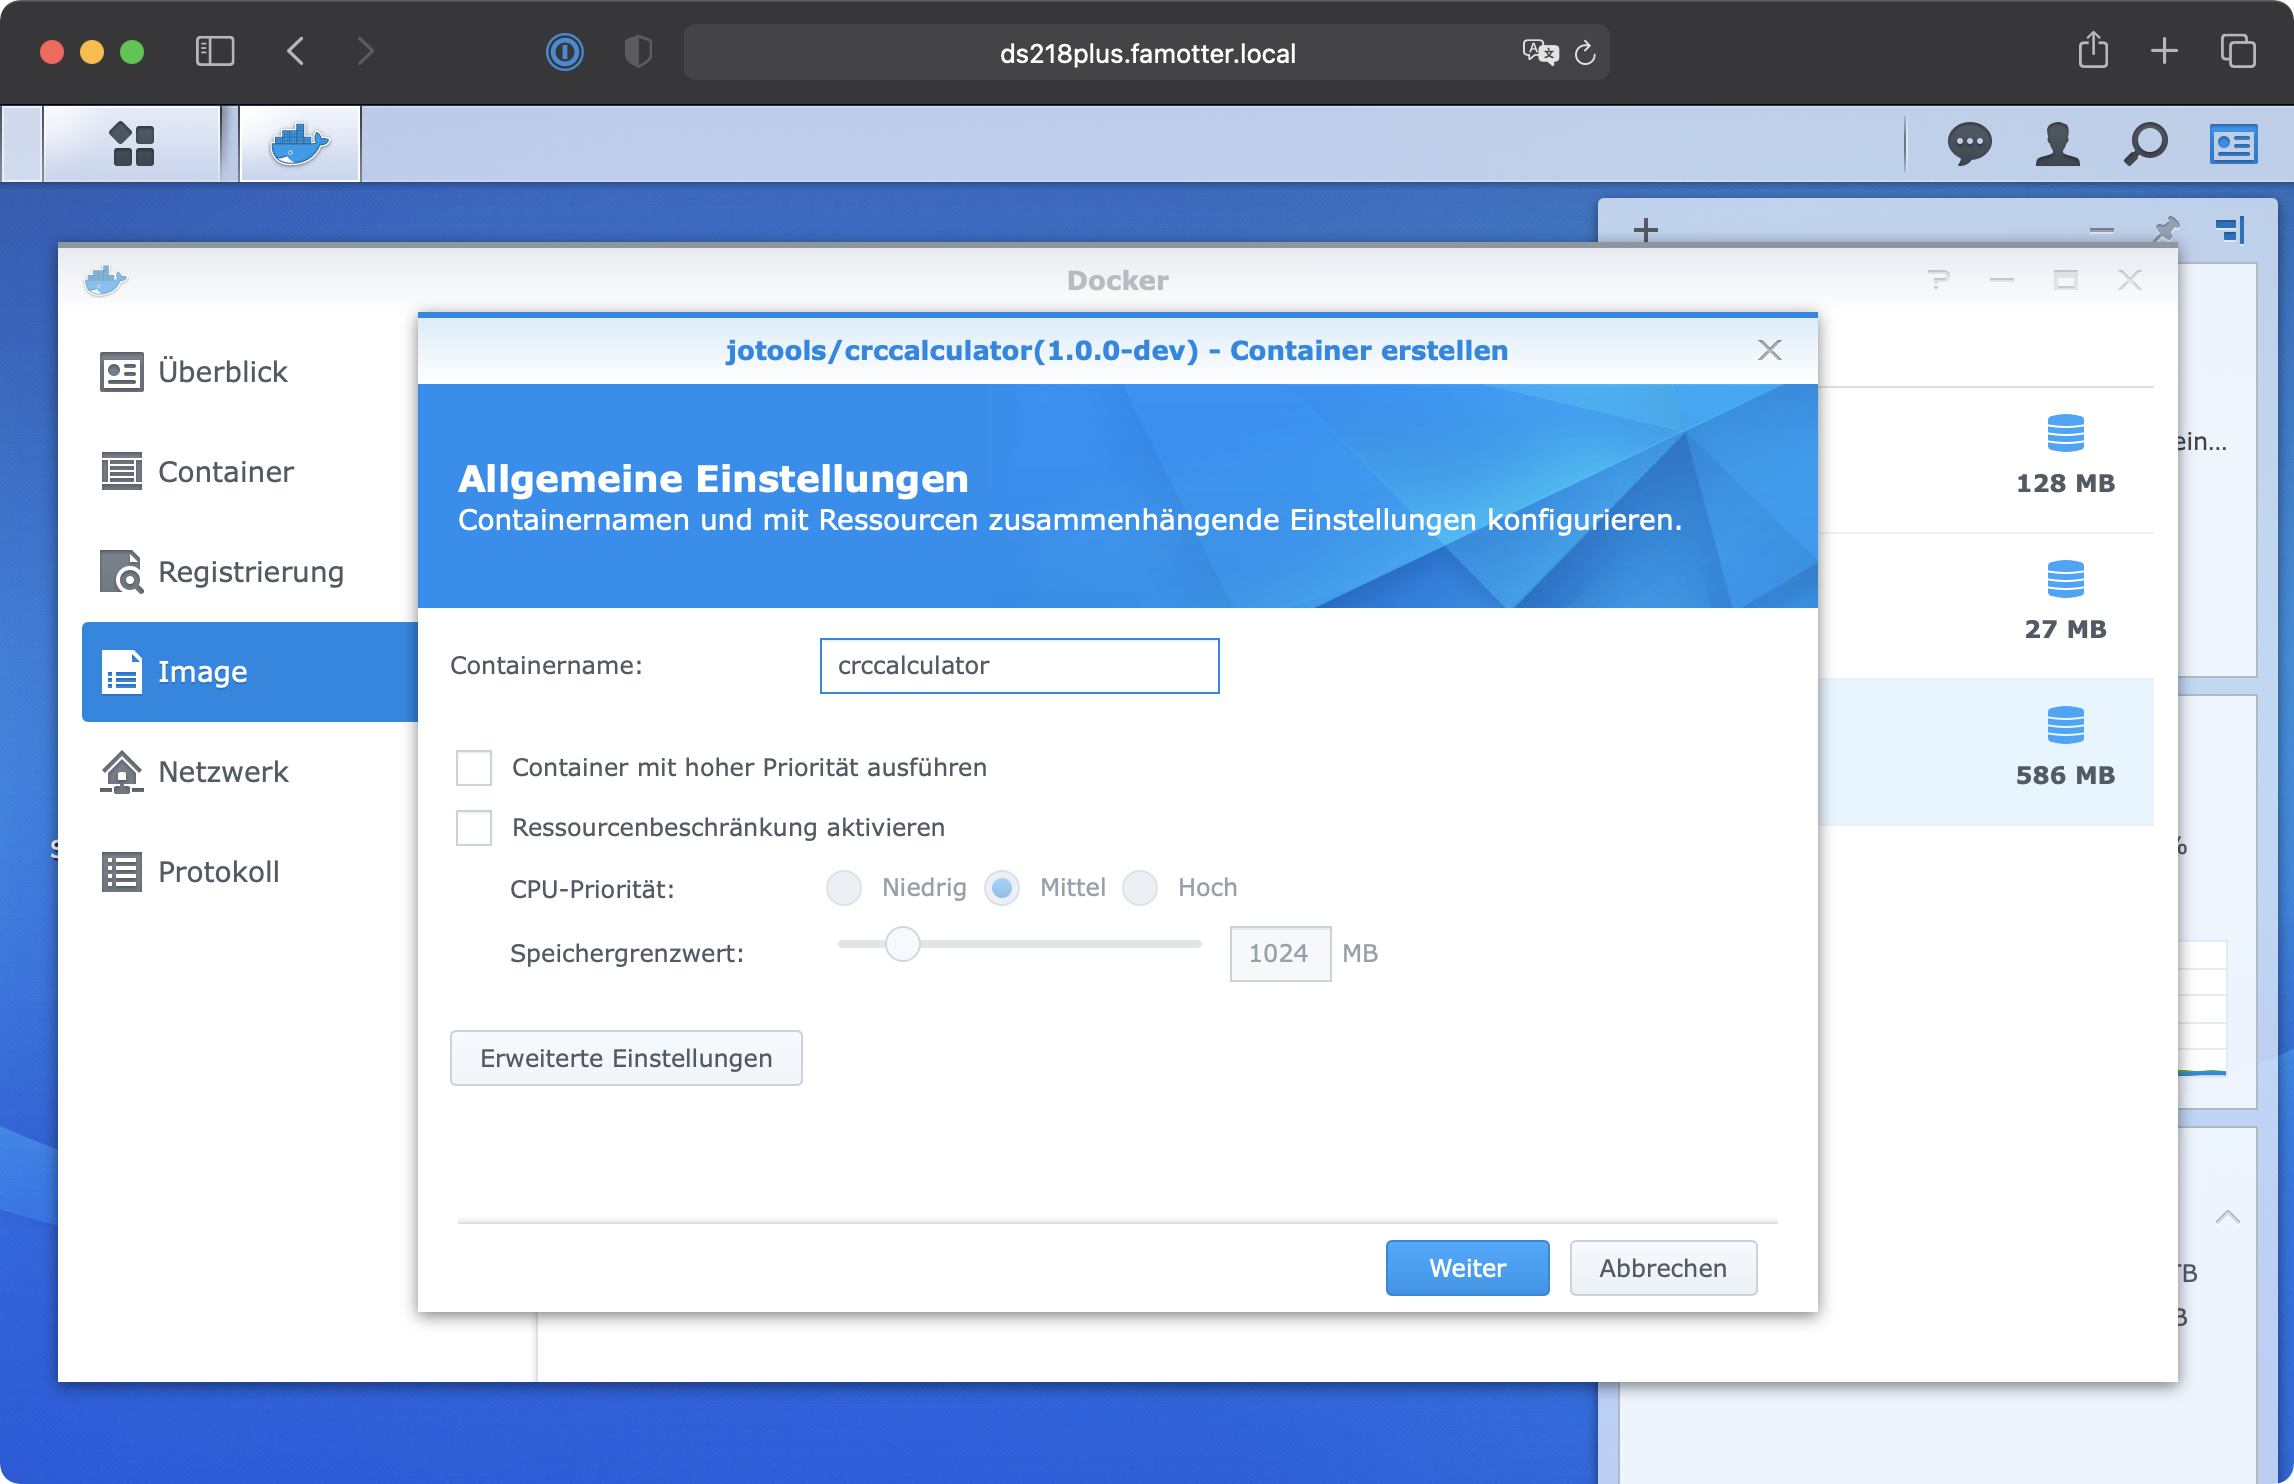 ds218plus.famotter.local
Docker
jotools/crccalculator(1.0.0-dev) - Container erstellen
Überblick
Container
Registrierung
Image
Netzwerk
Protokoll
Allgemeine Einstellungen
Containernamen und mit Ressourcen zusammenhängende Einstellungen konfigurieren.
Containername: crccalculator
Container mit hoher Priorität ausführen
Ressourcenbeschränkung aktivieren
CPU-Priorität: Niedrig Mittel Hoch
Speichergrenzwert: 1024 MB
Erweiterte Einstellungen
Weiter Abbrechen
128 MB
27 MB
586 MB
ein...
%
TB